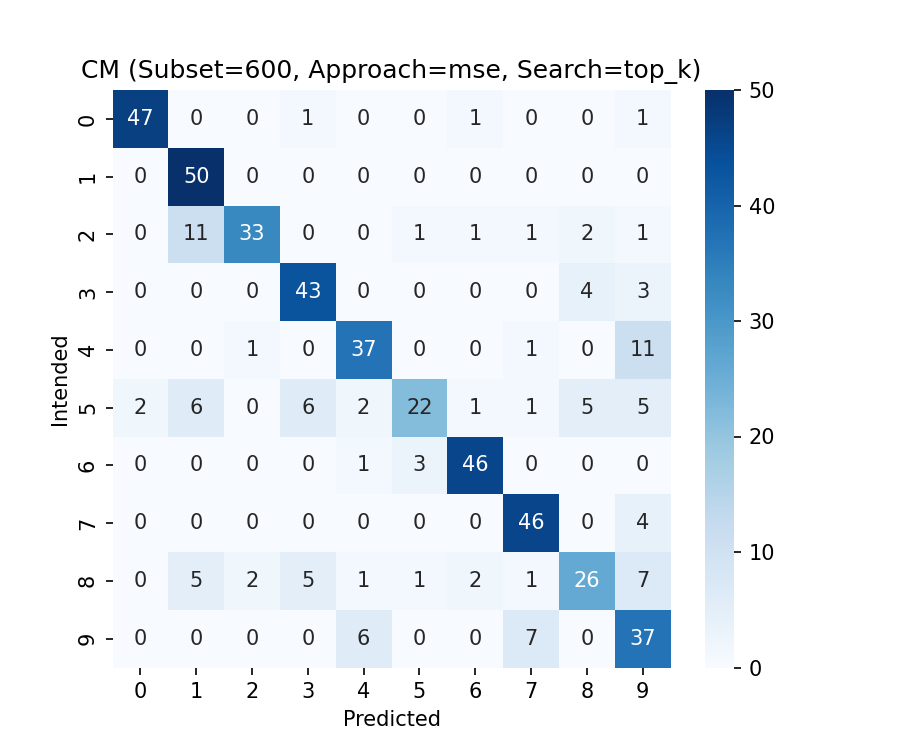 CM (Subset=600, Approach=mse, Search=top_k)
0 47 0 0 1 0 0 1 0 0 1
1 0 50 0 0 0 0 0 0 0 0
2 0 11 33 0 0 1 1 1 2 1
3 0 0 0 43 0 0 0 0 4 3
4 0 0 1 0 37 0 0 1 0 11
5 2 6 0 6 2 22 1 1 5 5
6 0 0 0 0 1 3 46 0 0 0
7 0 0 0 0 0 0 0 46 0 4
8 0 5 2 5 1 1 2 1 26 7
9 0 0 0 0 6 0 0 7 0 37
0 1 2 3 4 5 6 7 8 9
Predicted
Intended
50
40
30
20
10
0